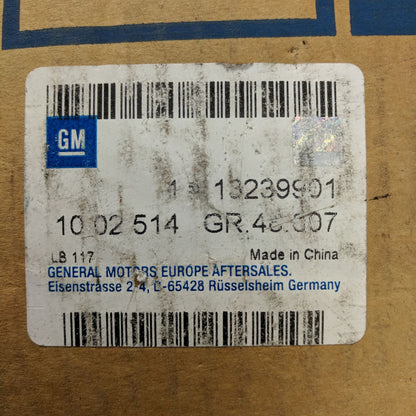 GM
1 P 13239901
10 02 514 GR.48.807
LB 117 Made in China
GENERAL MOTORS EUROPE AFTERSALES.
Eisenstrasse 2/4, D-65428 Rüsselsheim Germany